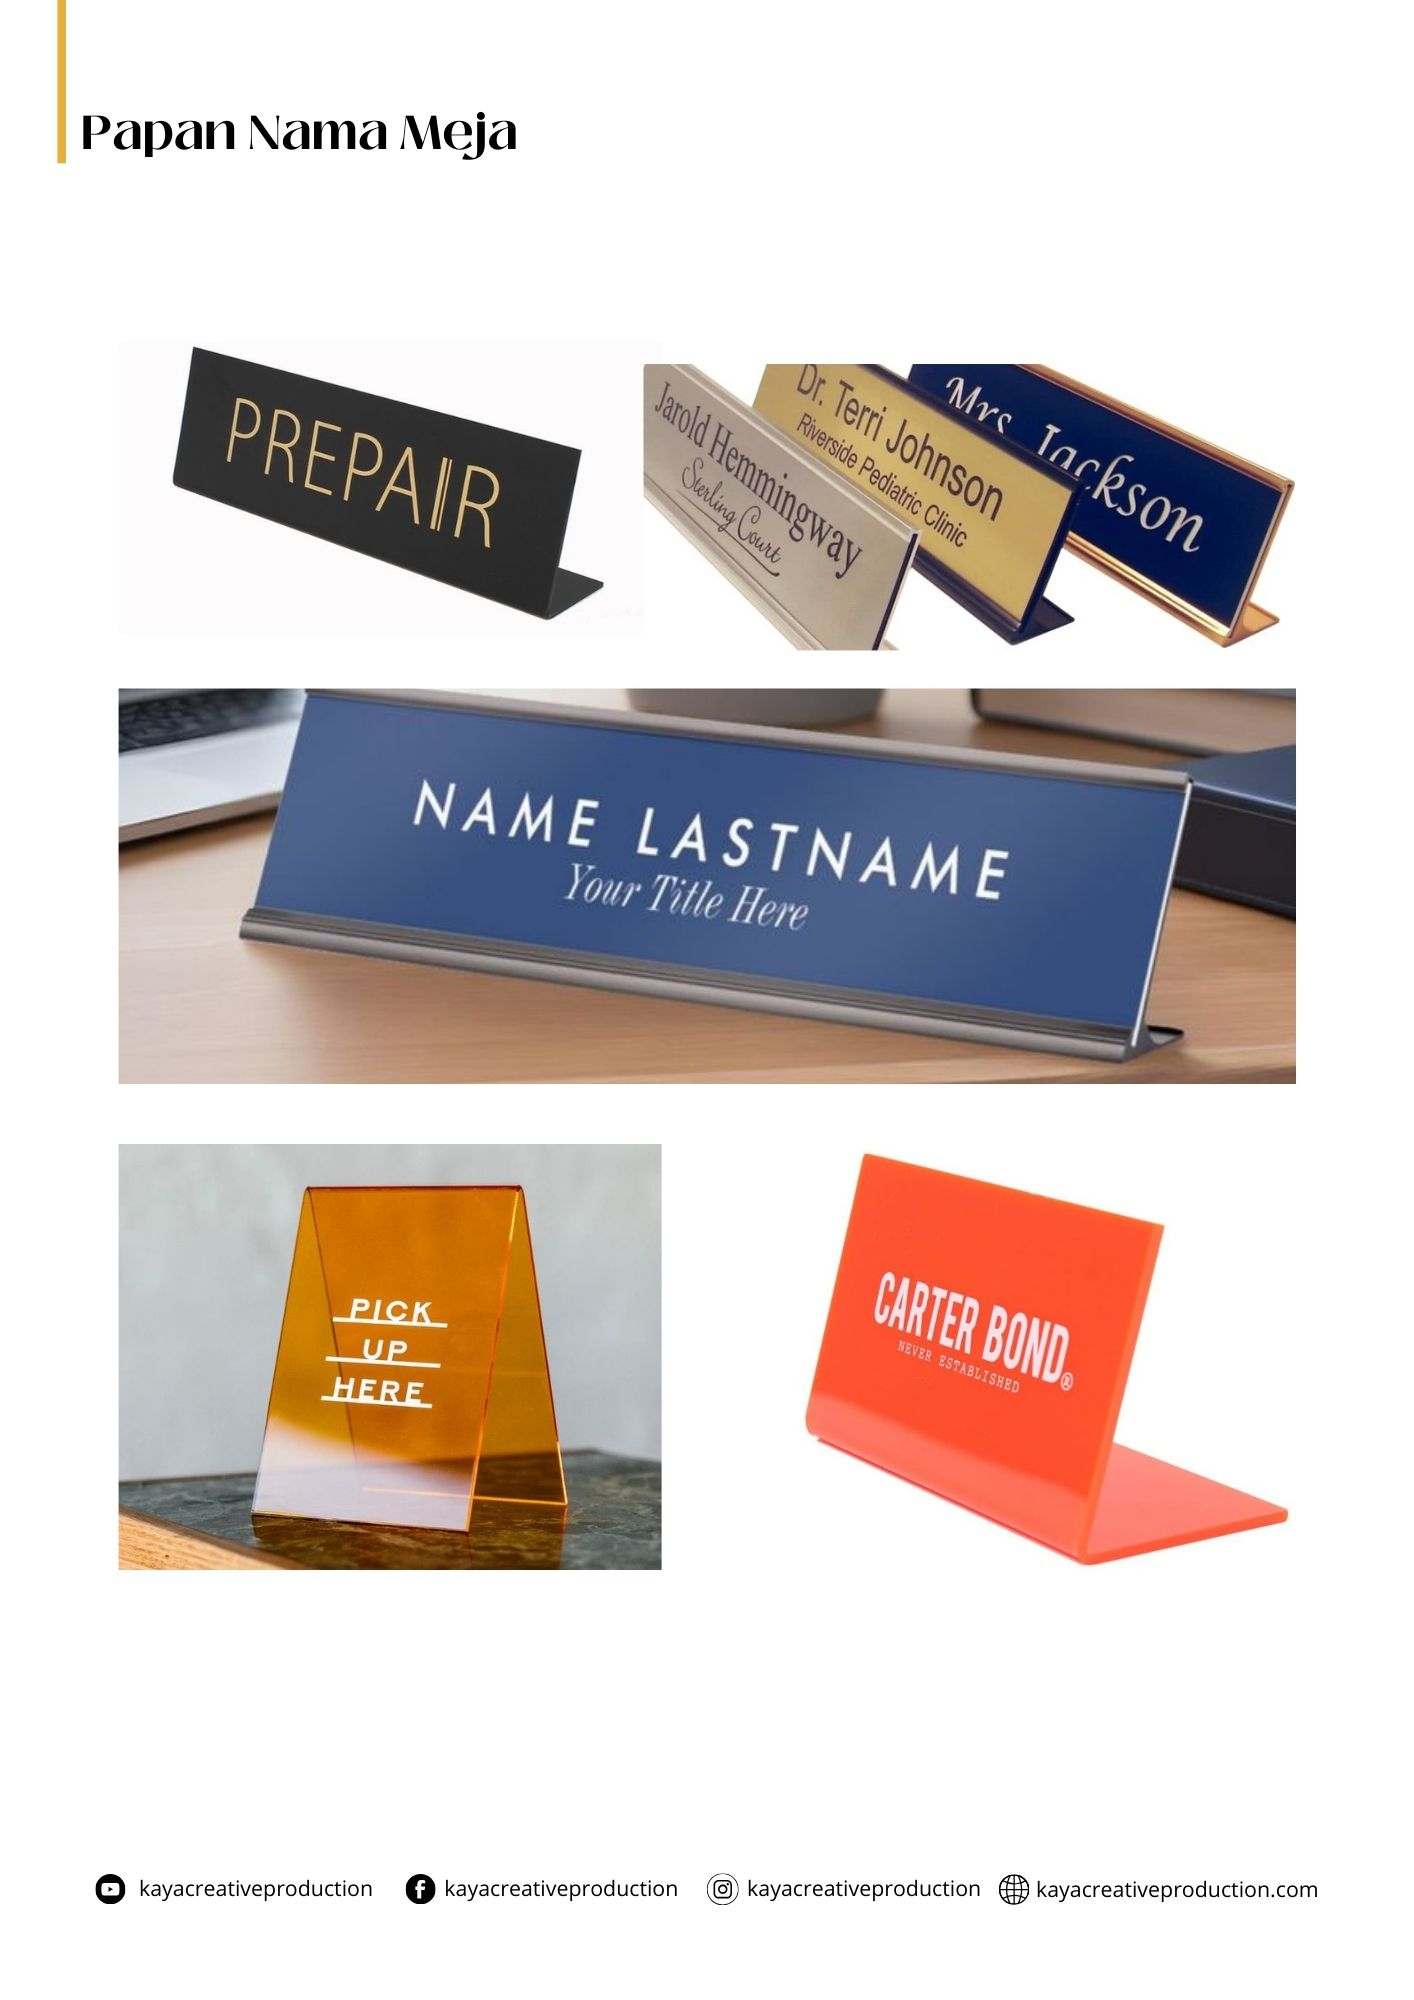 Papan Nama Meja
PREPAIR
Jarold Hemmingway
Sterling Court
Dr. Terri Johnson
Riverside Pediatric Clinic
Mrs. Jackson
NAME LASTNAME
Your Title Here
PICK
UP
HERE
CARTER BOND®
NEVER ESTABLISHED
kayacreativeproduction
kayacreativeproduction
kayacreativeproduction
kayacreativeproduction.com